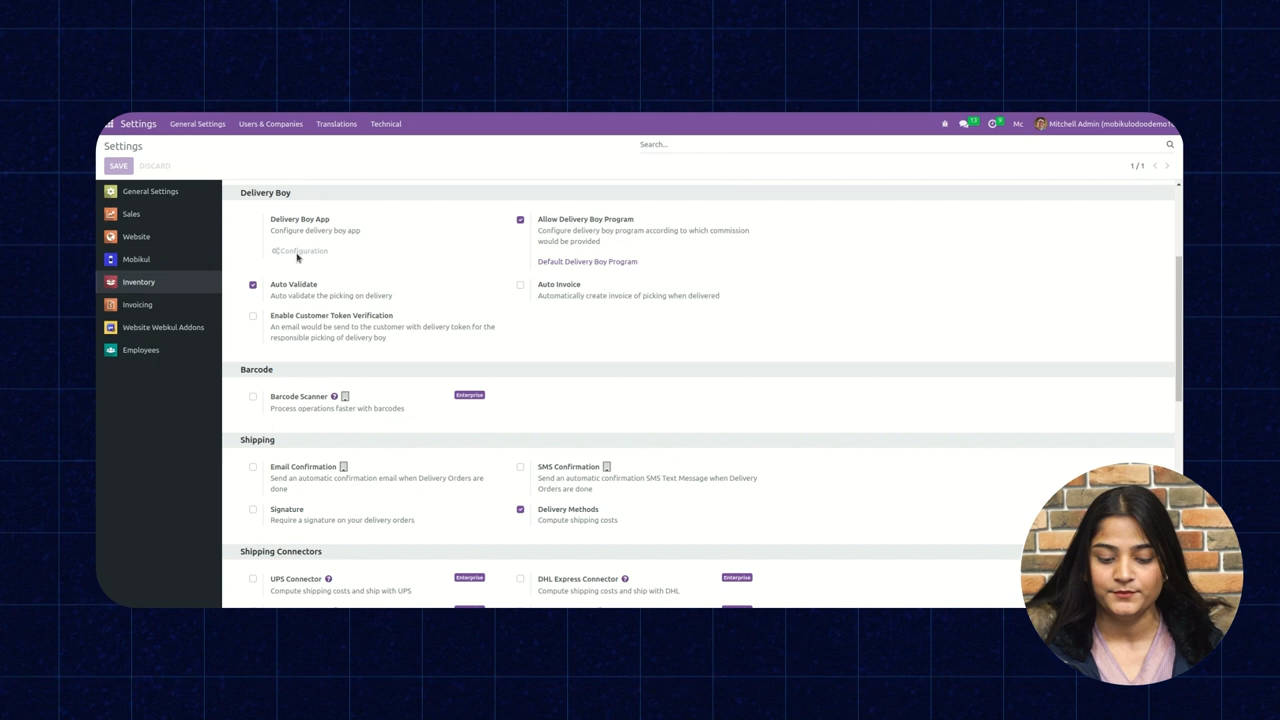 Settings
General Settings
Users & Companies
Translations
Technical
13
9
Mc
Mitchell Admin (mobikulodoodemo1
Settings
Search...
SAVE
DISCARD
1 / 1
General Settings
Sales
Website
Mobikul
Inventory
Invoicing
Website Webkul Addons
Employees
Delivery Boy
Delivery Boy App
Configure delivery boy app
Configuration
Allow Delivery Boy Program
Configure delivery boy program according to which commission
would be provided
Default Delivery Boy Program
Auto Validate
Auto validate the picking on delivery
Auto Invoice
Automatically create invoice of picking when delivered
Enable Customer Token Verification
An email would be send to the customer with delivery token for the
responsible picking of delivery boy
Barcode
Barcode Scanner ?
Enterprise
Process operations faster with barcodes
Shipping
Email Confirmation
Send an automatic confirmation email when Delivery Orders are
done
SMS Confirmation
Send an automatic confirmation SMS Text Message when Delivery
Orders are done
Signature
Require a signature on your delivery orders
Delivery Methods
Compute shipping costs
Shipping Connectors
UPS Connector ?
Enterprise
Compute shipping costs and ship with UPS
DHL Express Connector ?
Enterprise
Compute shipping costs and ship with DHL